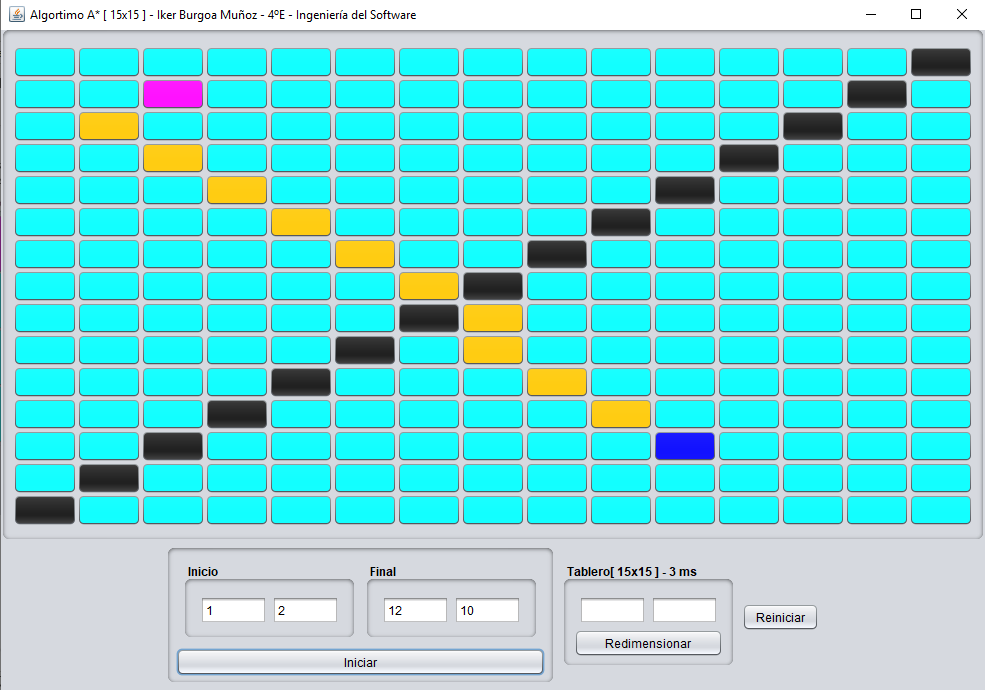 Algortimo A* [ 15x15 ] - Iker Burgoa Muñoz - 4ºE - Ingeniería del Software
Inicio
Final
Tablero[ 15x15 ] - 3 ms
1
2
12
10
Reiniciar
Redimensionar
Iniciar